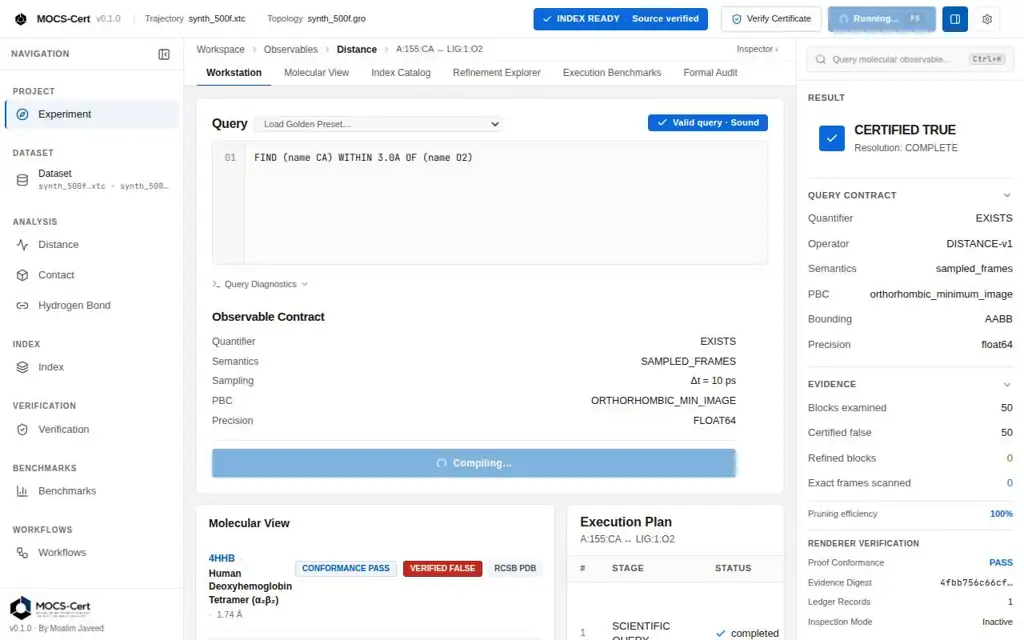 MOCS-Cert v0.1.0 Trajectory synth_500f.xtc Topology synth_500f.gro
INDEX READY · Source verified
Verify Certificate
Running... F5
NAVIGATION
PROJECT
Experiment
DATASET
Dataset
synth_500f.xtc · synth_500…
ANALYSIS
Distance
Contact
Hydrogen Bond
INDEX
Index
VERIFICATION
Verification
BENCHMARKS
Benchmarks
WORKFLOWS
Workflows
MOCS-Cert
v0.1.0 · By Moalim Javeed
Workspace > Observables > Distance > A:155:CA ↔ LIG:1:O2
Inspector ‹
Workstation Molecular View Index Catalog Refinement Explorer Execution Benchmarks Formal Audit
Query Load Golden Preset...
Valid query · Sound
01 FIND (name CA) WITHIN 3.0A OF (name O2)
Query Diagnostics
Observable Contract
Quantifier EXISTS
Semantics SAMPLED_FRAMES
Sampling Δt = 10 ps
PBC ORTHORHOMBIC_MIN_IMAGE
Precision FLOAT64
Compiling...
Molecular View
4HHB ·
Human
Deoxyhemoglobin
Tetramer (α₂β₂)
· 1.74 Å
CONFORMANCE PASS
VERIFIED FALSE
RCSB PDB
Execution Plan
A:155:CA ↔ LIG:1:O2
# STAGE STATUS
1 SCIENTIFIC QUERY completed
Query molecular observable... Ctrl+K
RESULT
CERTIFIED TRUE
Resolution: COMPLETE
QUERY CONTRACT
Quantifier EXISTS
Operator DISTANCE-v1
Semantics sampled_frames
PBC orthorhombic_minimum_image
Bounding AABB
Precision float64
EVIDENCE
Blocks examined 50
Certified false 50
Refined blocks 0
Exact frames scanned 0
Pruning efficiency 100%
RENDERER VERIFICATION
Proof Conformance PASS
Evidence Digest 4fbb756c66cf…
Ledger Records 1
Inspection Mode Inactive